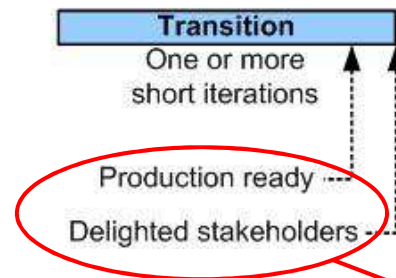 Transition
One or more
short iterations
Production ready
Delighted stakeholders